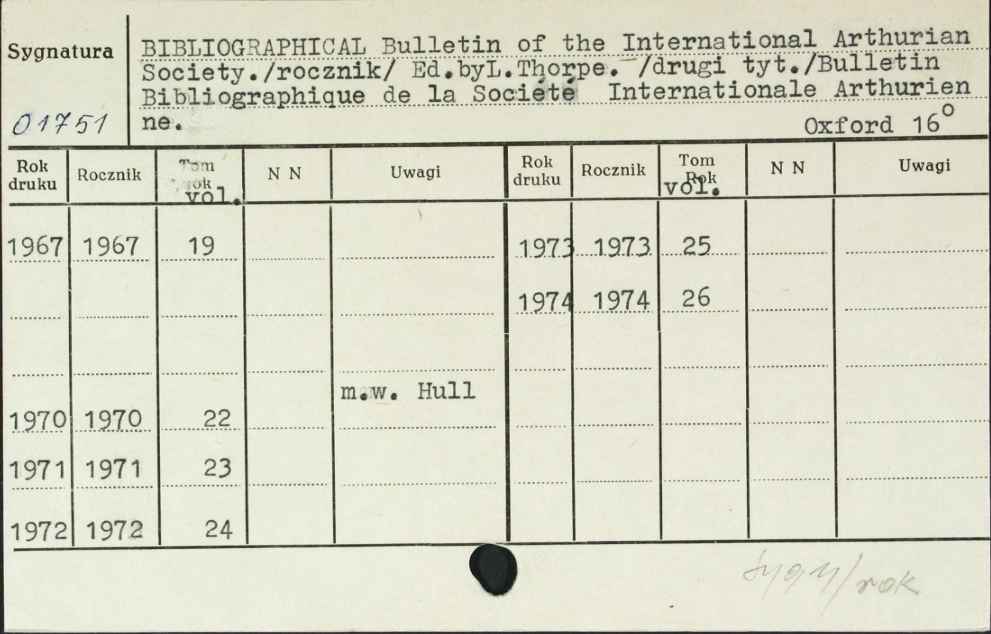 Sygnatura
BIBLIOGRAPHICAL Bulletin of the International Arthurian
Society./rocznik/ Ed.byL.Thorpe. /drugi tyt./Bulletin
Bibliographique de la Société Internationale Arthurien
01751 ne. Oxford 16°
Rok druku Rocznik Tom rok vol. N N Uwagi Rok druku Rocznik Tom Rok vol. N N Uwagi
1967 1967 19 1973 1973 25
1974 1974 26
m.w. Hull
1970 1970 22
1971 1971 23
1972 1972 24
/rok